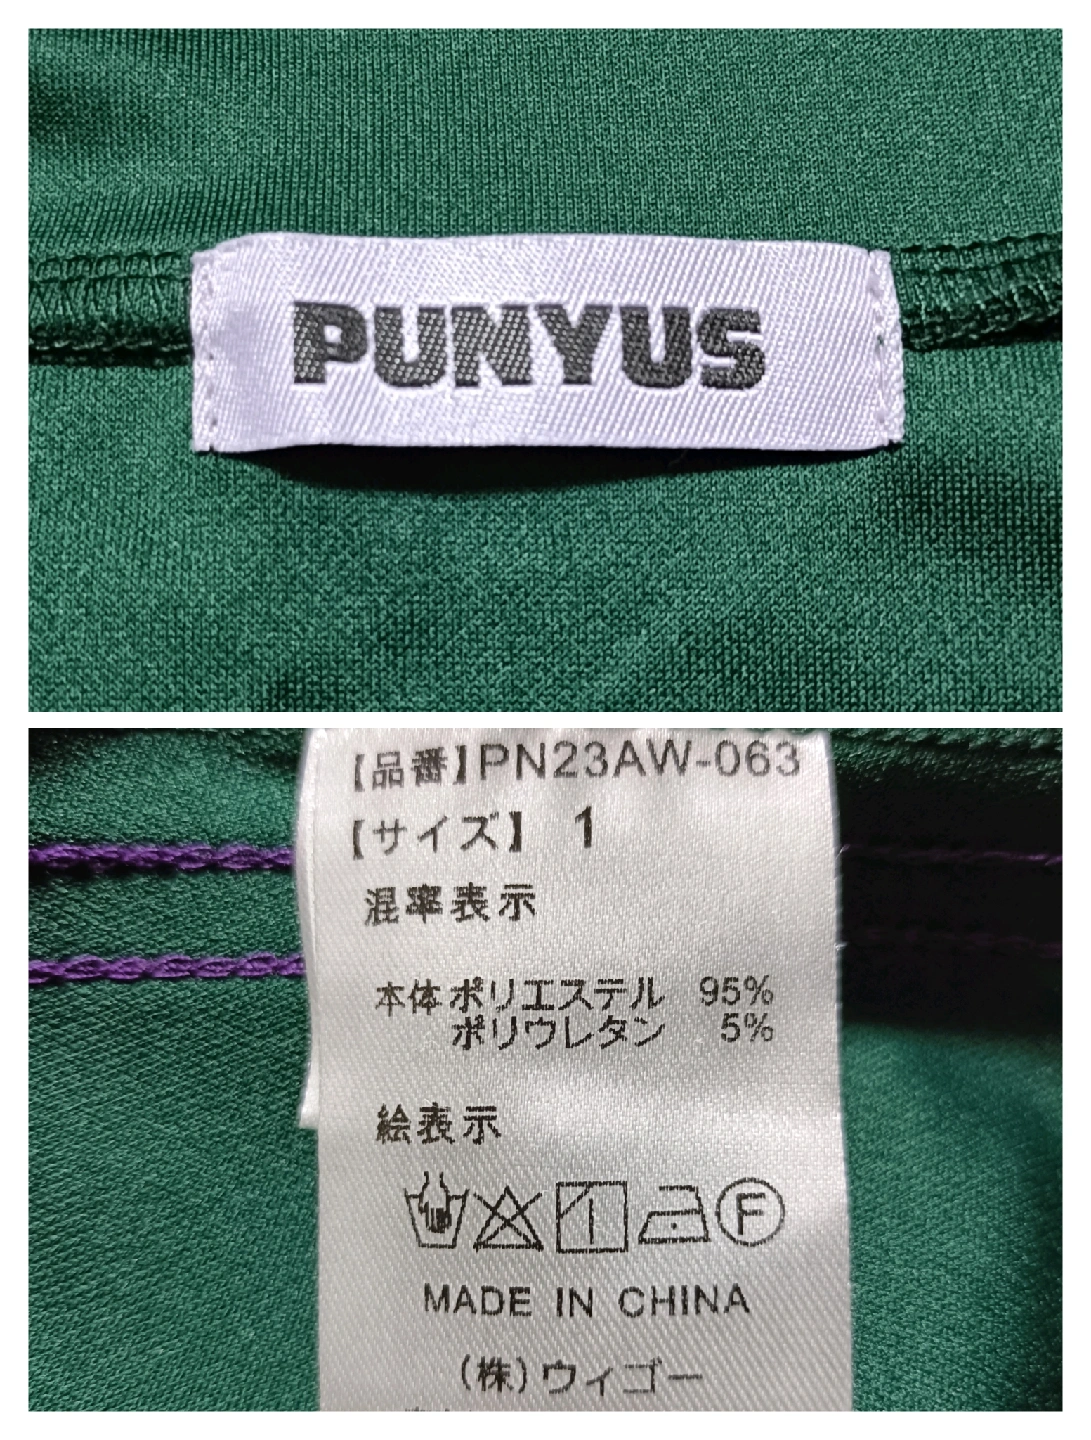 PUNYUS
【品番】PN23AW-063
【サイズ】 1
混率表示
本体 ポリエステル 95%
ポリウレタン 5%
絵表示
F
MADE IN CHINA
(株)ウィゴー